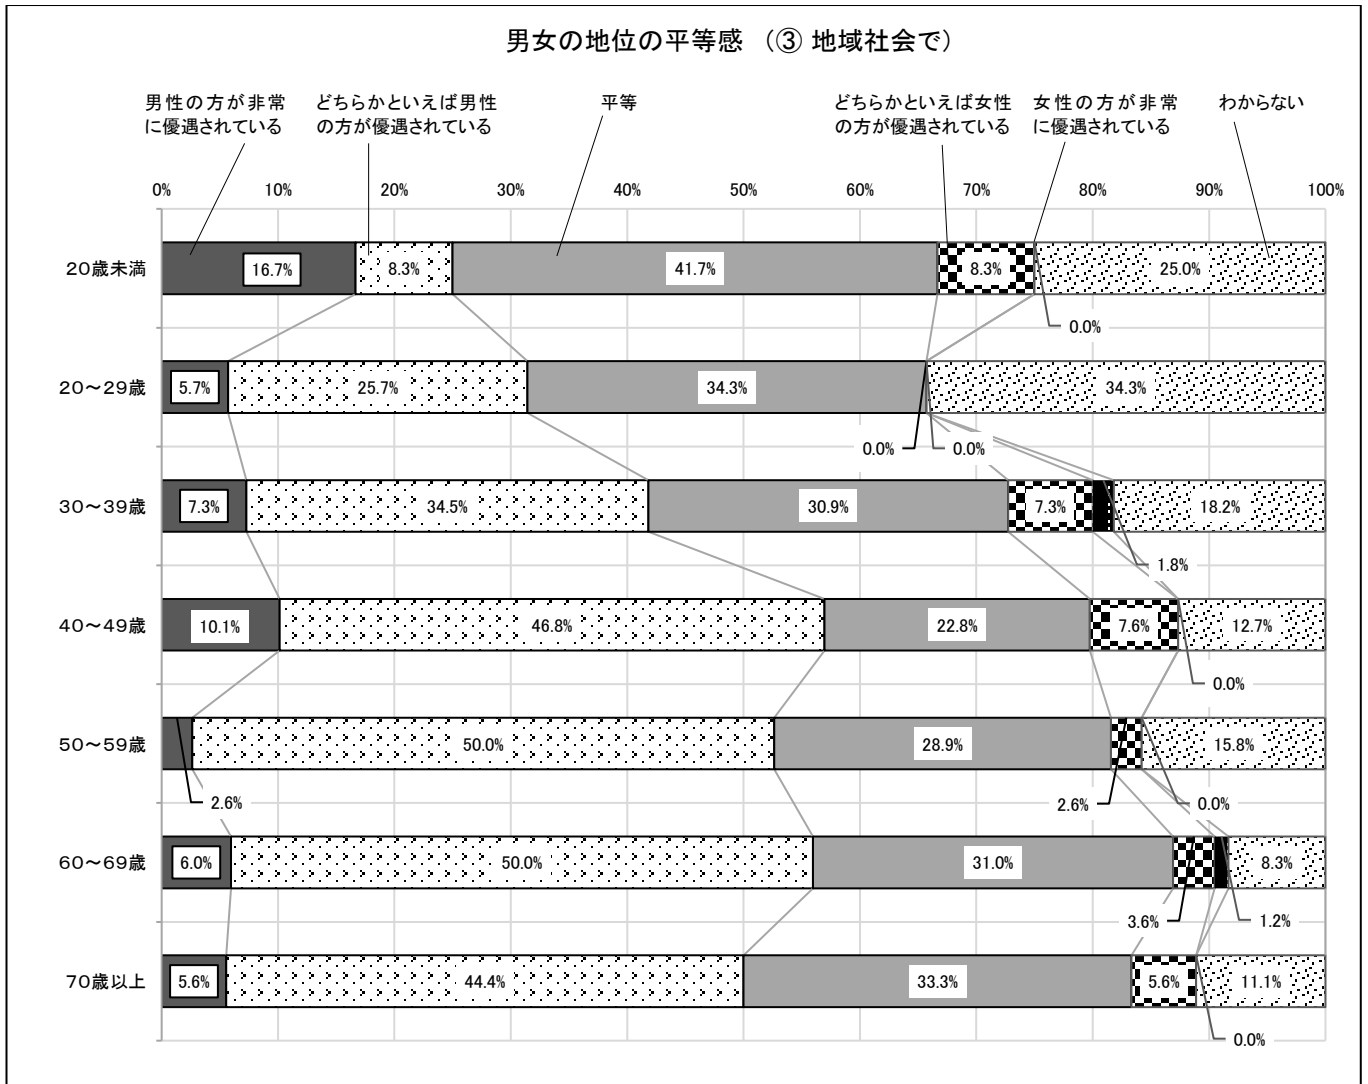 男女の地位の平等感 （③ 地域社会で）
男性の方が非常
に優遇されている
どちらかといえば男性
の方が優遇されている
平等
どちらかといえば女性
の方が優遇されている
女性の方が非常
に優遇されている
わからない
0% 10% 20% 30% 40% 50% 60% 70% 80% 90% 100%
20歳未満 16.7% 8.3% 41.7% 8.3% 25.0%
0.0%
20～29歳 5.7% 25.7% 34.3% 34.3%
0.0% 0.0%
30～39歳 7.3% 34.5% 30.9% 7.3% 18.2%
1.8%
40～49歳 10.1% 46.8% 22.8% 7.6% 12.7%
0.0%
50～59歳 50.0% 28.9% 15.8%
2.6% 2.6% 0.0%
60～69歳 6.0% 50.0% 31.0% 8.3%
3.6% 1.2%
70歳以上 5.6% 44.4% 33.3% 5.6% 11.1%
0.0%